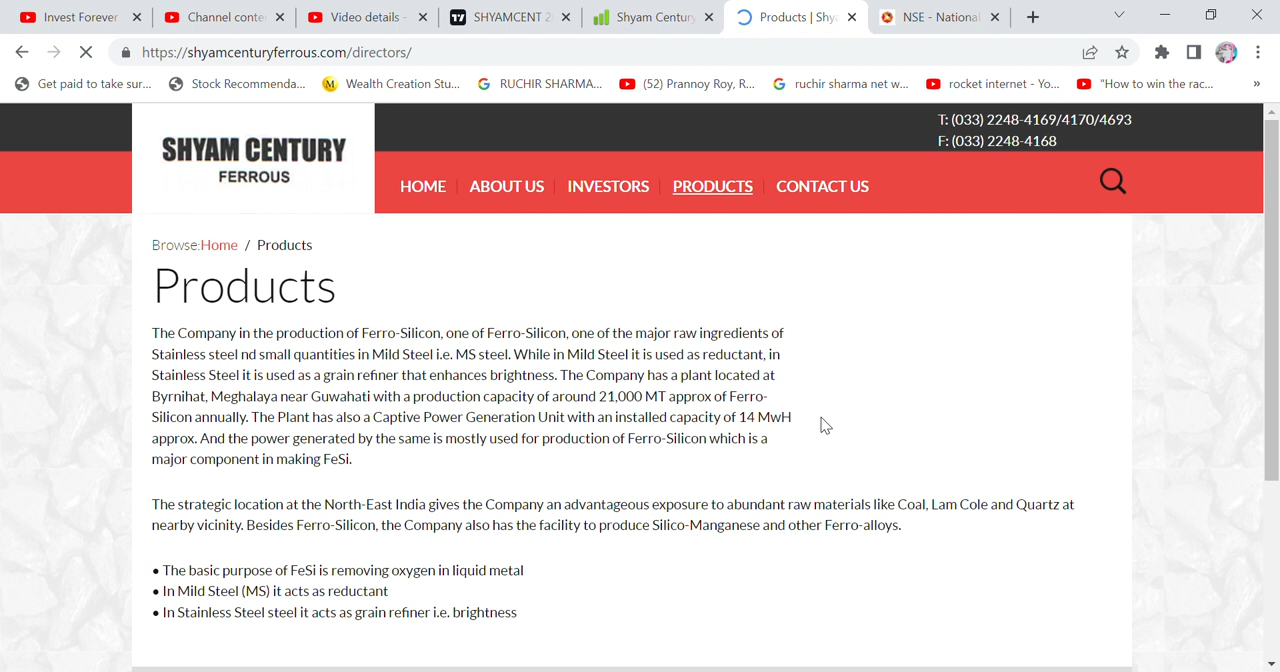 Invest Forever
Channel conte
Video details -
SHYAMCENT 2
Shyam Century
Products | Shy
NSE - National
https://shyamcenturyferrous.com/directors/
Get paid to take sur...
Stock Recommenda...
Wealth Creation Stu...
RUCHIR SHARMA...
(52) Prannoy Roy, R...
ruchir sharma net w...
rocket internet - Yo...
"How to win the rac...
»
T: (033) 2248-4169/4170/4693
F: (033) 2248-4168
SHYAM CENTURY
FERROUS
HOME
ABOUT US
INVESTORS
PRODUCTS
CONTACT US
Browse:Home / Products
Products
The Company in the production of Ferro-Silicon, one of Ferro-Silicon, one of the major raw ingredients of
Stainless steel nd small quantities in Mild Steel i.e. MS steel. While in Mild Steel it is used as reductant, in
Stainless Steel it is used as a grain refiner that enhances brightness. The Company has a plant located at
Byrnihat, Meghalaya near Guwahati with a production capacity of around 21,000 MT approx of Ferro-
Silicon annually. The Plant has also a Captive Power Generation Unit with an installed capacity of 14 MwH
approx. And the power generated by the same is mostly used for production of Ferro-Silicon which is a
major component in making FeSi.
The strategic location at the North-East India gives the Company an advantageous exposure to abundant raw materials like Coal, Lam Cole and Quartz at
nearby vicinity. Besides Ferro-Silicon, the Company also has the facility to produce Silico-Manganese and other Ferro-alloys.
• The basic purpose of FeSi is removing oxygen in liquid metal
• In Mild Steel (MS) it acts as reductant
• In Stainless Steel steel it acts as grain refiner i.e. brightness